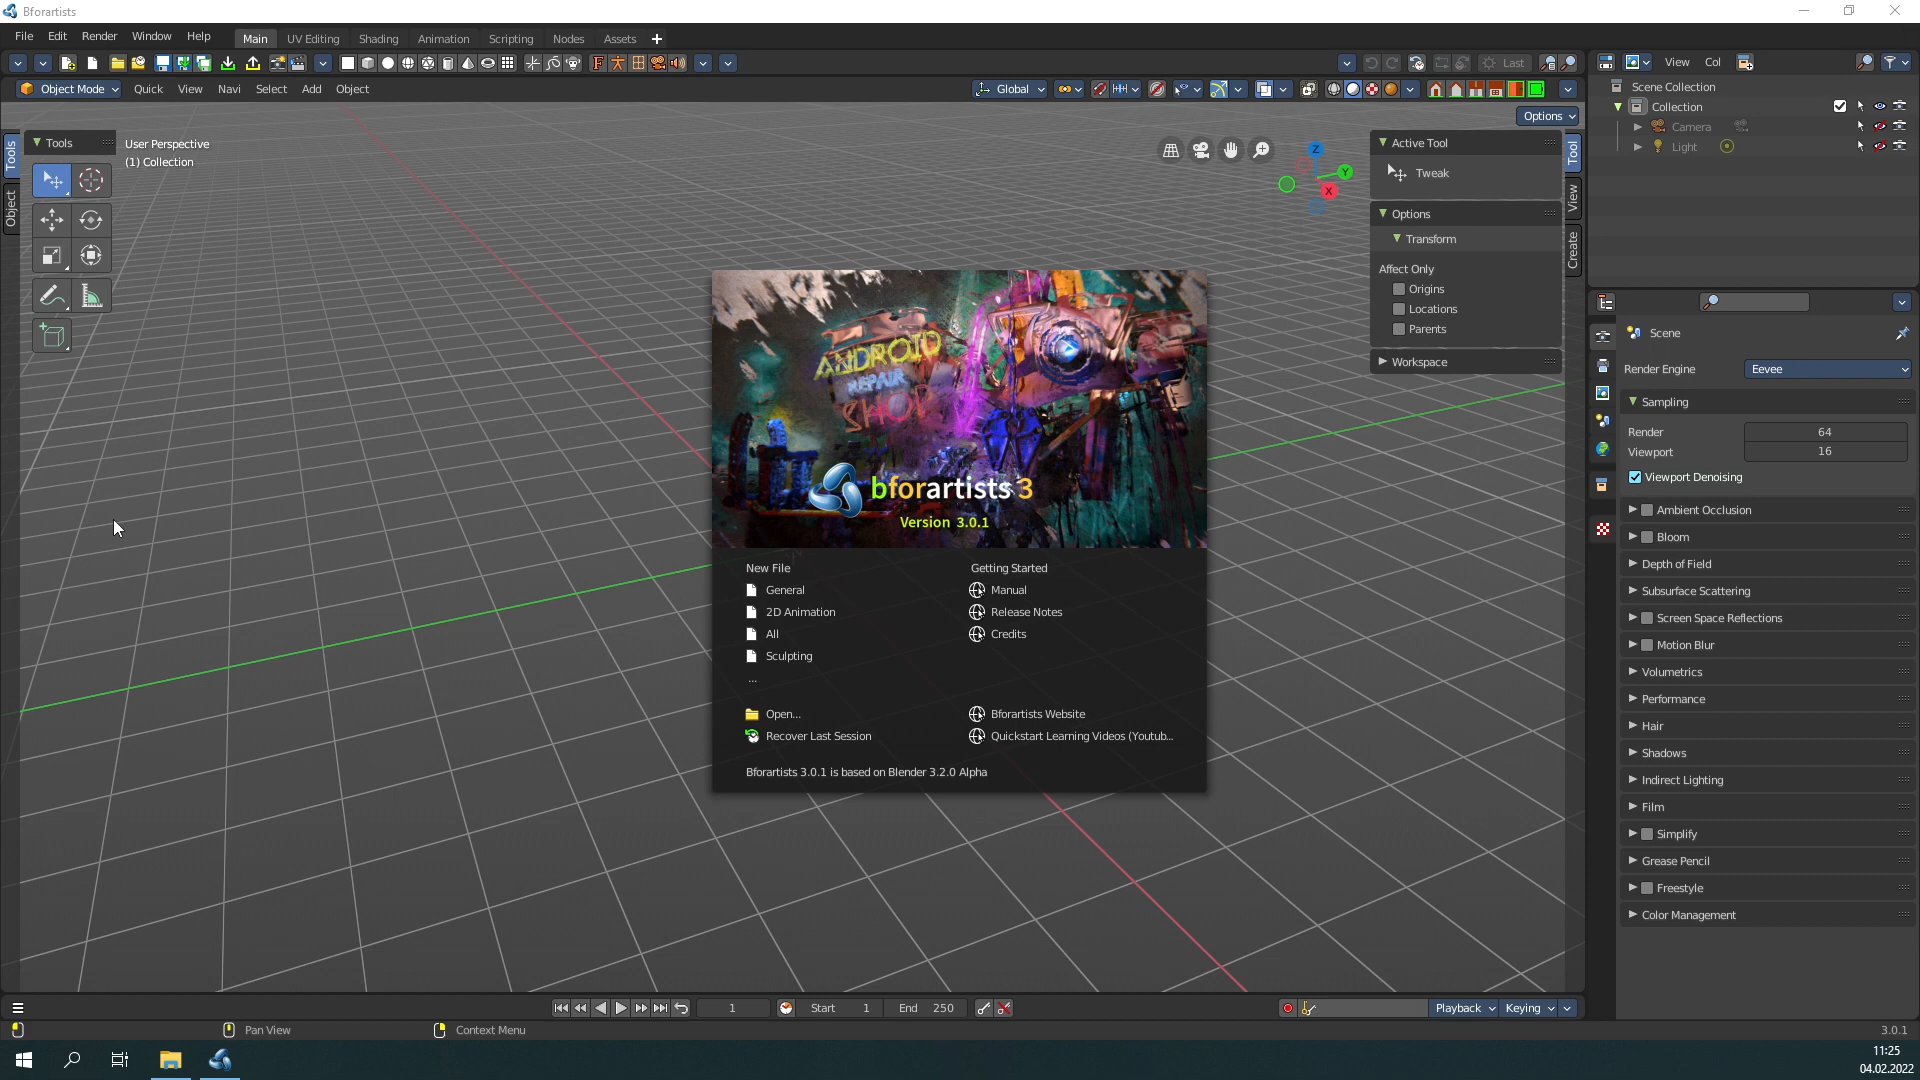 Bforartists
File Edit Render Window Help Main UV Editing Shading Animation Scripting Nodes Assets
Last
View Col
Object Mode Quick View Navi Select Add Object Global
Scene Collection
Collection
Camera
Light
Options
Tools
Tools
Object
User Perspective
(1) Collection
Z
Y
X
Active Tool
Tweak
Options
Transform
Affect Only
Origins
Locations
Parents
Workspace
Tool
View
Create
ANDROID
REPAIR
SHOP
bforartists 3
Version 3.0.1
New File
General
2D Animation
All
Sculpting
...
Getting Started
Manual
Release Notes
Credits
Open...
Recover Last Session
Bforartists Website
Quickstart Learning Videos (Youtub...
Bforartists 3.0.1 is based on Blender 3.2.0 Alpha
Scene
Render Engine Eevee
Sampling
Render 64
Viewport 16
Viewport Denoising
Ambient Occlusion
Bloom
Depth of Field
Subsurface Scattering
Screen Space Reflections
Motion Blur
Volumetrics
Performance
Hair
Shadows
Indirect Lighting
Film
Simplify
Grease Pencil
Freestyle
Color Management
1 Start 1 End 250 Playback Keying
Pan View Context Menu 3.0.1
11:25
04.02.2022